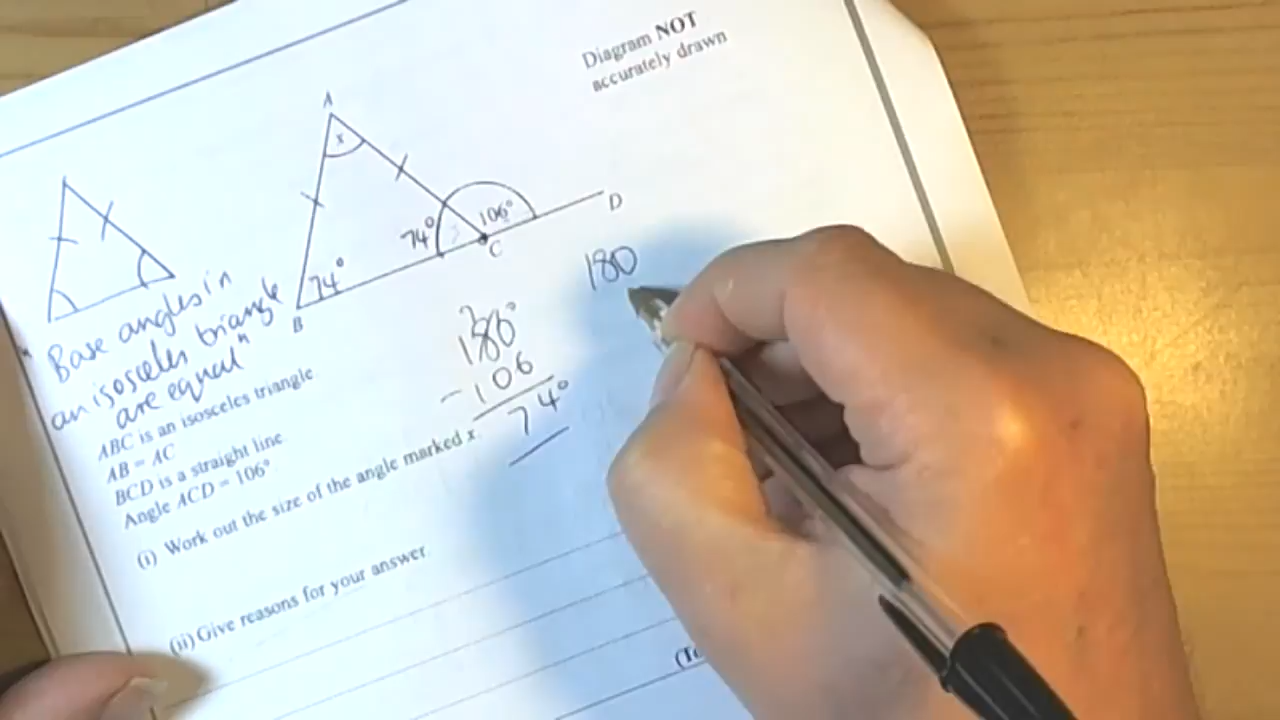 Diagram NOT
accurately drawn
A
x
106°
D
74°
C
74°
B
180
"Base angles in
an isosceles triangle
are equal"
180°
- 106
74°
ABC is an isosceles triangle
AB = AC
BCD is a straight line
Angle ACD = 106°
(i) Work out the size of the angle marked x.
(ii) Give reasons for your answer.